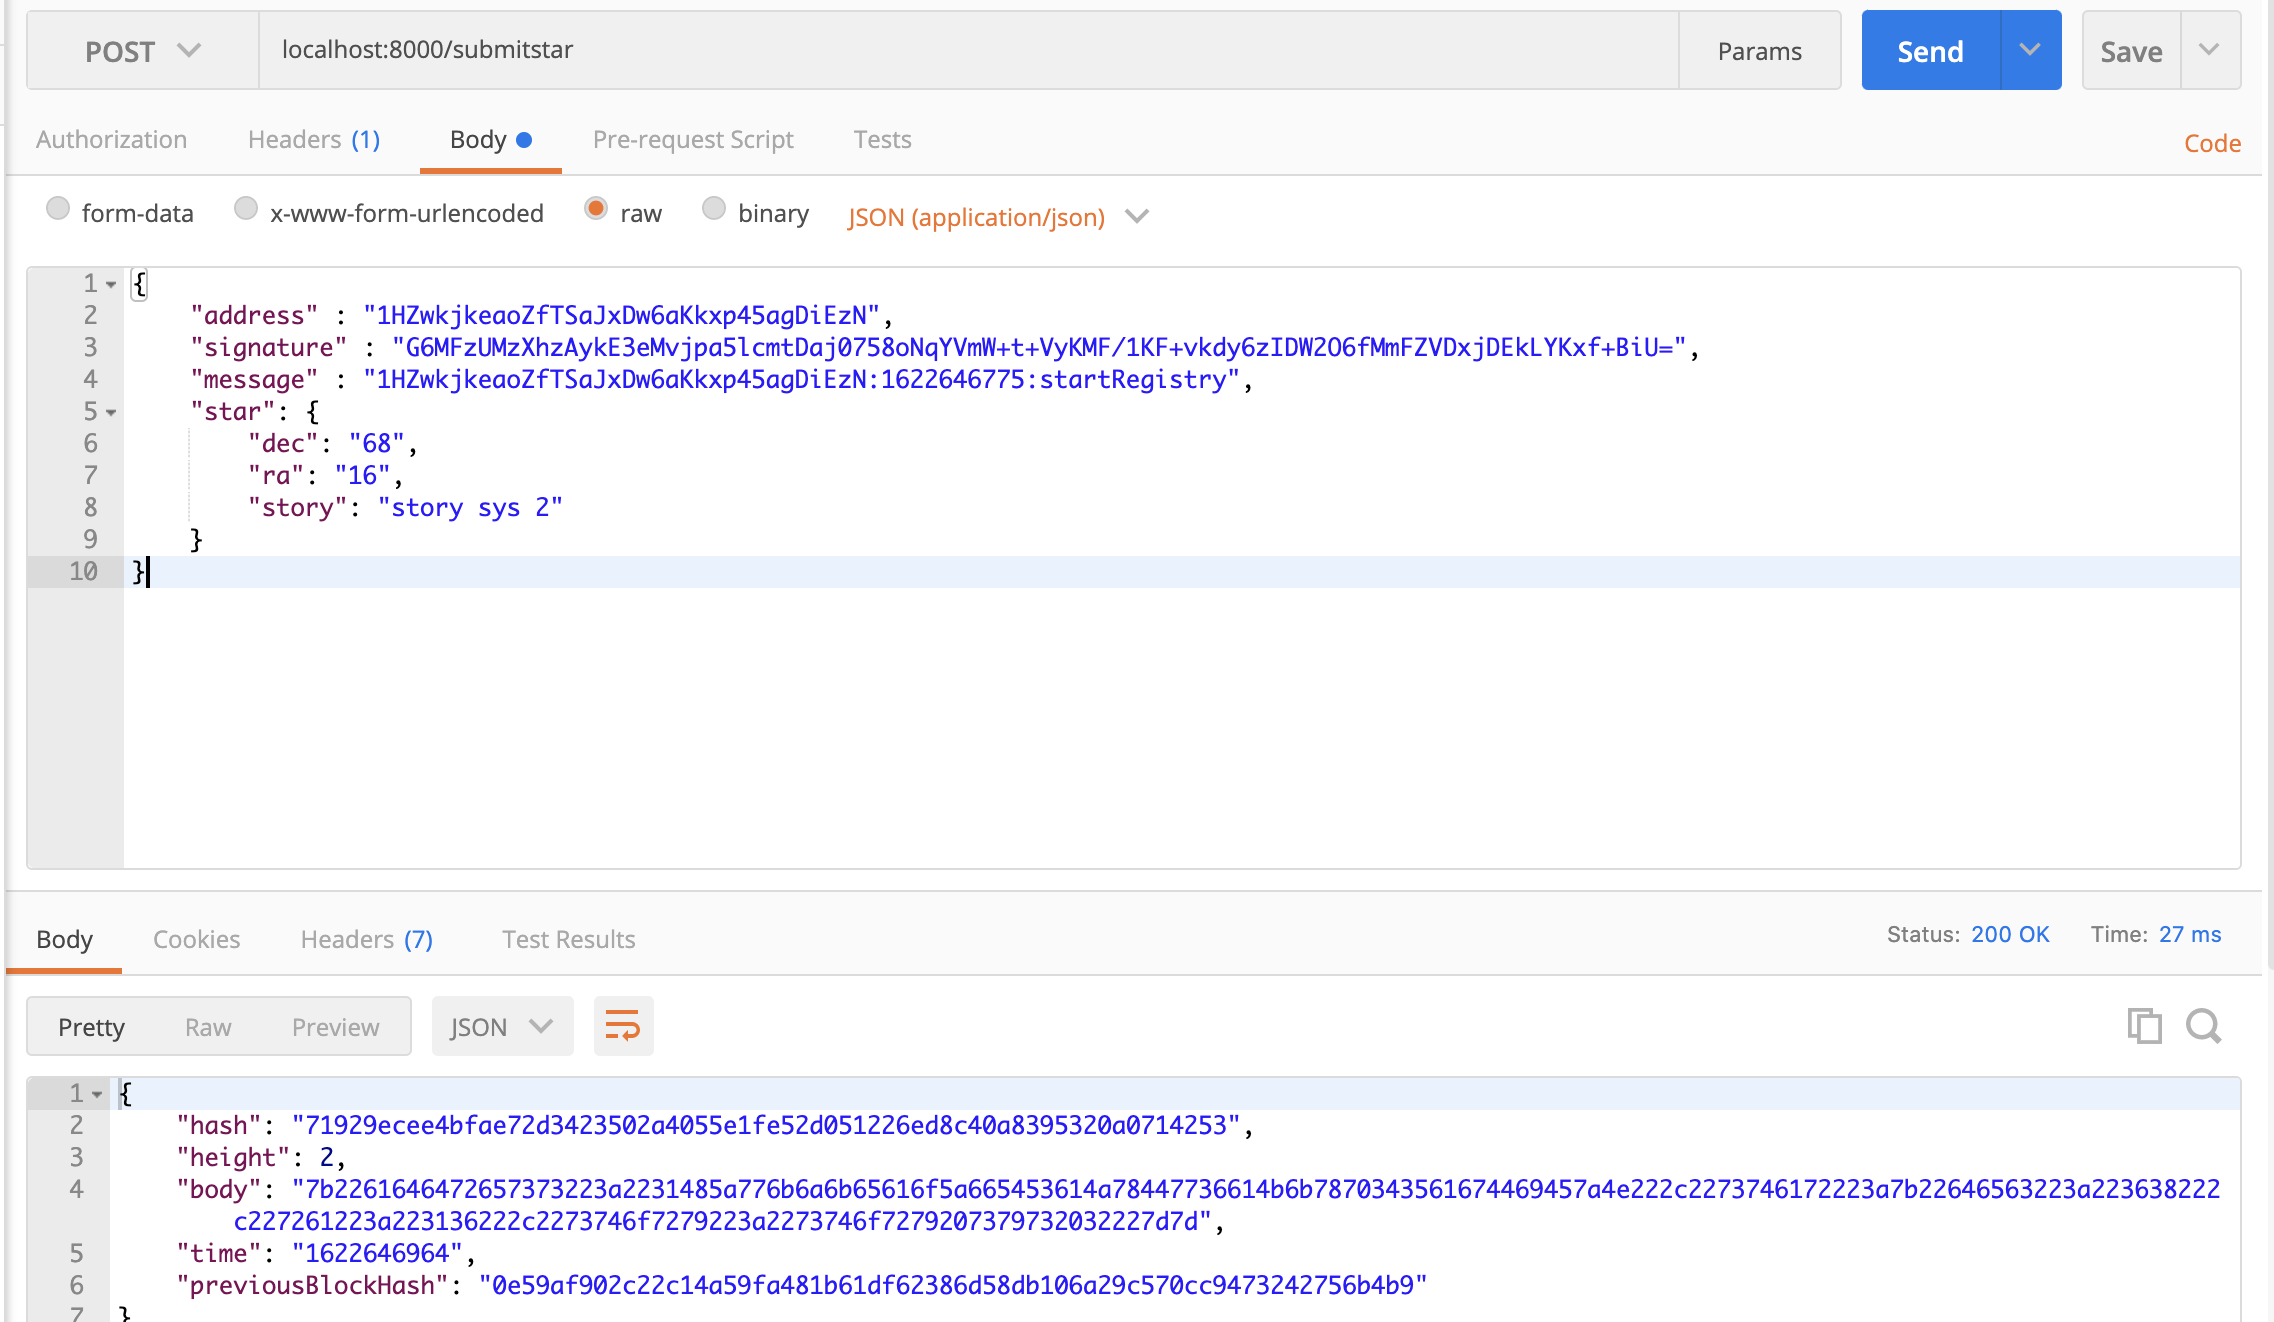 POST localhost:8000/submitstar Params Send Save
Authorization Headers (1) Body Pre-request Script Tests Code
form-data x-www-form-urlencoded raw binary JSON (application/json)
1 {
2 "address" : "1HZwkjkeaoZfTSaJxDw6aKkxp45agDiEzN",
3 "signature" : "G6MFzUMzXhzAykE3eMvjpa5lcmtDaj0758oNqYVmW+t+VyKMF/1KF+vkdy6zIDW2O6fMmFZVDxjDEkLYKxf+BiU=",
4 "message" : "1HZwkjkeaoZfTSaJxDw6aKkxp45agDiEzN:1622646775:startRegistry",
5 "star": {
6 "dec": "68",
7 "ra": "16",
8 "story": "story sys 2"
9 }
10 }
Body Cookies Headers (7) Test Results Status: 200 OK Time: 27 ms
Pretty Raw Preview JSON
1 {
2 "hash": "71929ecee4bfae72d3423502a4055e1fe52d051226ed8c40a8395320a0714253",
3 "height": 2,
4 "body": "7b2261646472657373223a2231485a776b6a6b65616f5a665453614a78447736614b6b7870343561674469457a4e222c2273746172223a7b22646563223a223638222
c227261223a223136222c2273746f7279223a2273746f72792073797320322227d7d",
5 "time": "1622646964",
6 "previousBlockHash": "0e59af902c22c14a59fa481b61df62386d58db106a29c570cc9473242756b4b9"
7 }